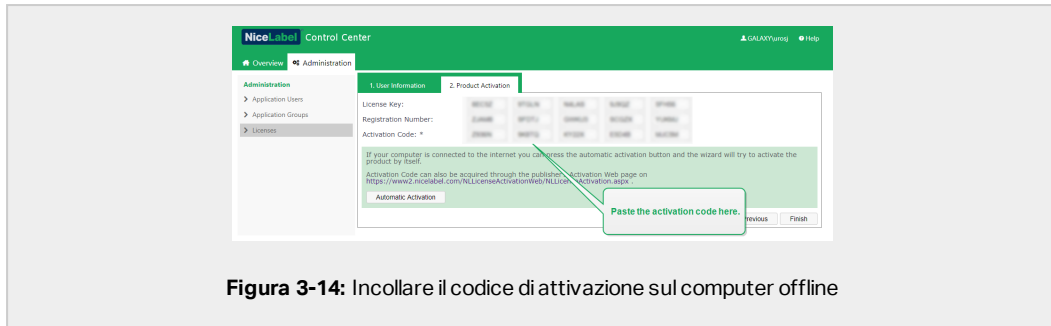 NiceLabel Control Center
GALAXY\urosj Help
Overview Administration
Administration
Application Users
Application Groups
Licenses
1. User Information 2. Product Activation
License Key:
Registration Number:
Activation Code: *
If your computer is connected to the internet you can press the automatic activation button and the wizard will try to activate the
product by itself.
Activation Code can also be acquired through the publisher Activation Web page on
https://www2.nicelabel.com/NLLicenseActivationWeb/NLLicenseActivation.aspx .
Automatic Activation
Paste the activation code here.
Finish
Figura 3-14: Incollare il codice di attivazione sul computer offline